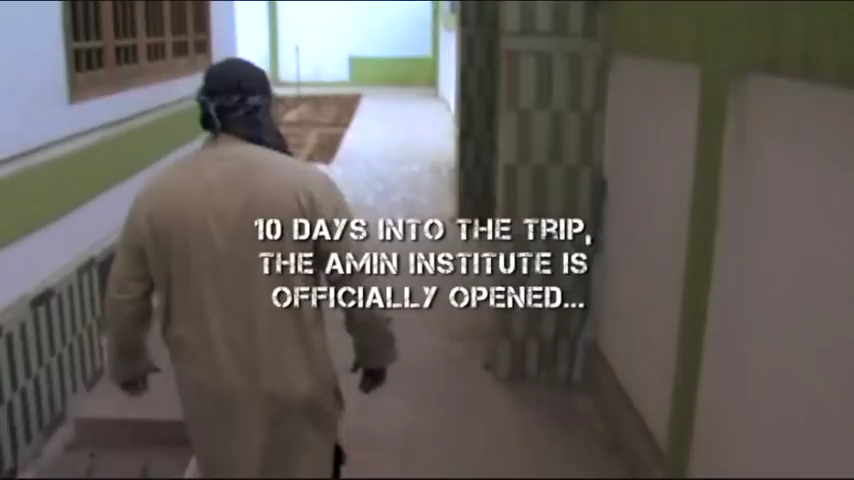 10 DAYS INTO THE TRIP,
THE AMIN INSTITUTE IS
OFFICIALLY OPENED...